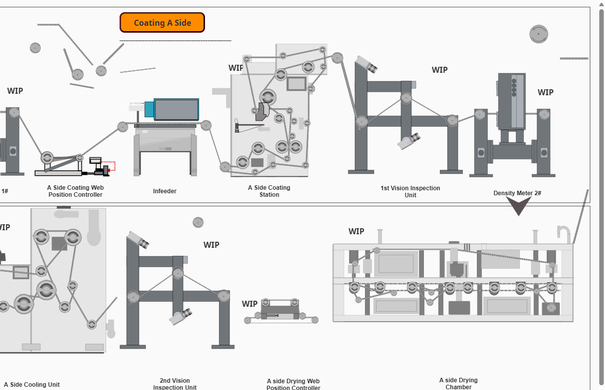 Coating A Side
WIP
WIP
WIP
WIP
1#
A Side Coating Web
Position Controller
Infeeder
A Side Coating
Station
1st Vision Inspection
Unit
Density Meter 2#
WIP
WIP
WIP
WIP
A Side Cooling Unit
2nd Vision
Inspection Unit
A side Drying Web
Position Controller
A side Drying
Chamber